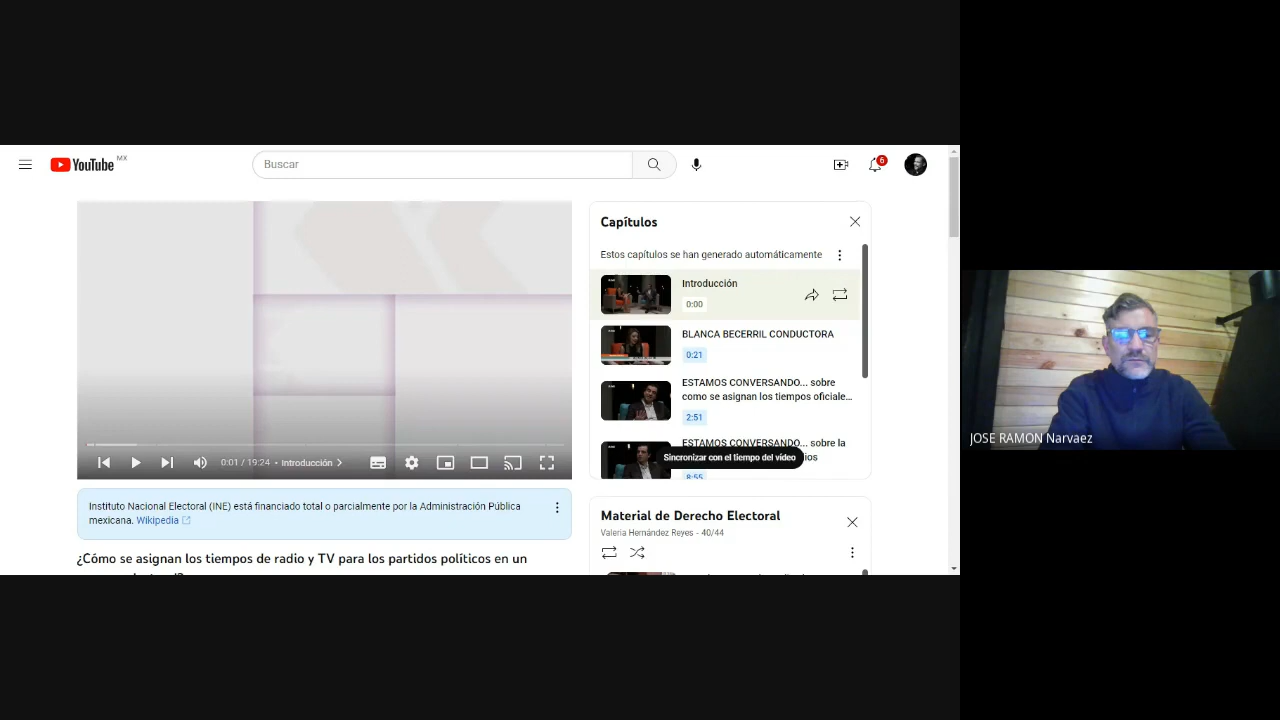 YouTube MX
Buscar
6
Capítulos
Estos capítulos se han generado automáticamente
Introducción
0:00
BLANCA BECERRIL CONDUCTORA
0:21
ESTAMOS CONVERSANDO... sobre
como se asignan los tiempos oficiale...
2:51
ESTAMOS CONVERSANDO... sobre la
Sincronizar con el tiempo del vídeo
8:55
0:01 / 19:24 • Introducción
Instituto Nacional Electoral (INE) está financiado total o parcialmente por la Administración Pública
mexicana. Wikipedia
¿Cómo se asignan los tiempos de radio y TV para los partidos políticos en un
Material de Derecho Electoral
Valeria Hernández Reyes - 40/44
JOSE RAMON Narvaez